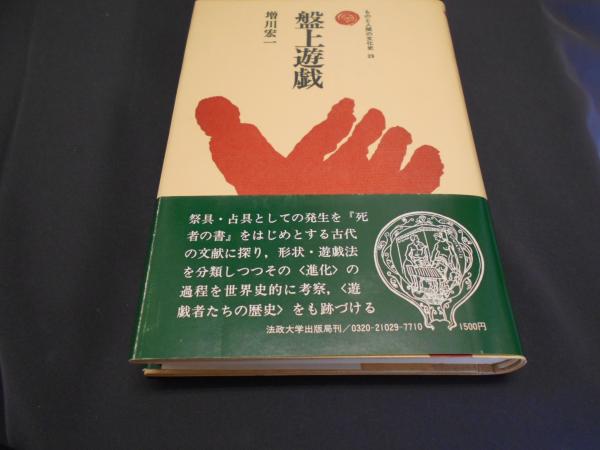 ものと人間の文化史 29
盤上遊戯
増川宏一
祭具・占具としての発生を『死
者の書』をはじめとする古代
の文献に探り，形状・遊戯法
を分類しつつその〈進化〉の
過程を世界史的に考察，〈遊
戯者たちの歴史〉をも跡づける
法政大学出版局刊／0320-21029-7710
1500円